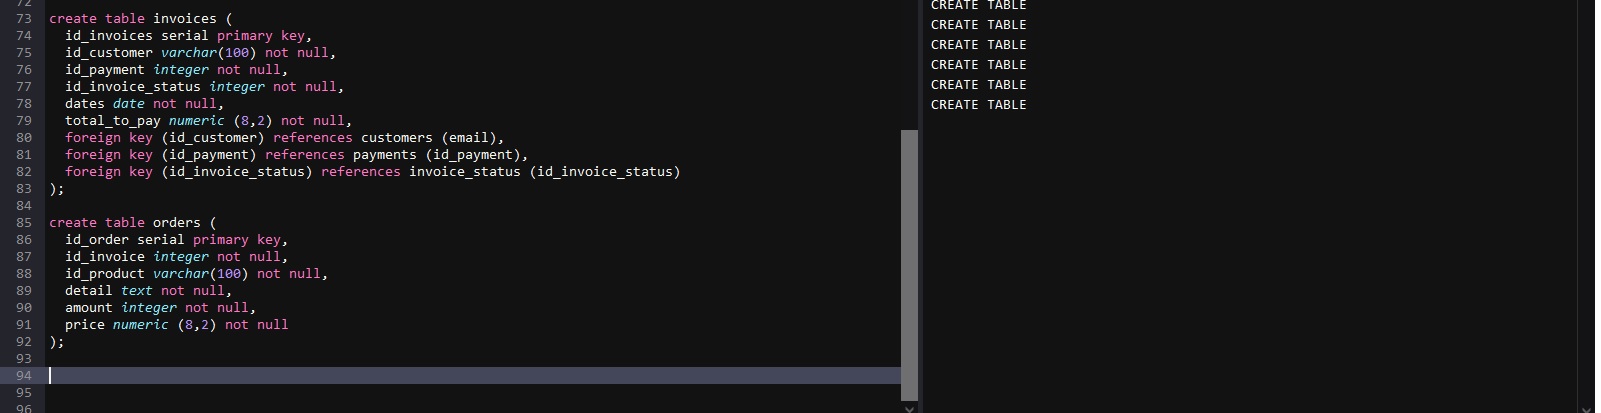 72
73 create table invoices (
74 id_invoices serial primary key,
75 id_customer varchar(100) not null,
76 id_payment integer not null,
77 id_invoice_status integer not null,
78 dates date not null,
79 total_to_pay numeric (8,2) not null,
80 foreign key (id_customer) references customers (email),
81 foreign key (id_payment) references payments (id_payment),
82 foreign key (id_invoice_status) references invoice_status (id_invoice_status)
83 );
84
85 create table orders (
86 id_order serial primary key,
87 id_invoice integer not null,
88 id_product varchar(100) not null,
89 detail text not null,
90 amount integer not null,
91 price numeric (8,2) not null
92 );
93
94
95
96
CREATE TABLE
CREATE TABLE
CREATE TABLE
CREATE TABLE
CREATE TABLE
CREATE TABLE